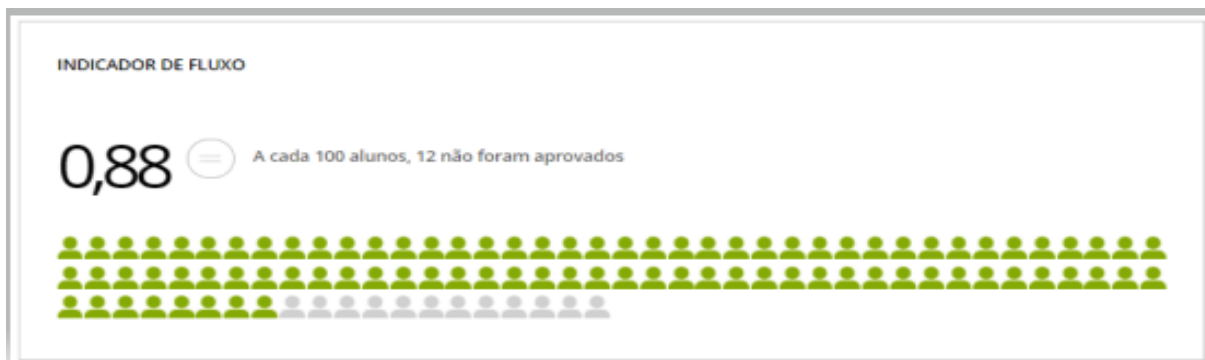 INDICADOR DE FLUXO
0,88 = A cada 100 alunos, 12 não foram aprovados